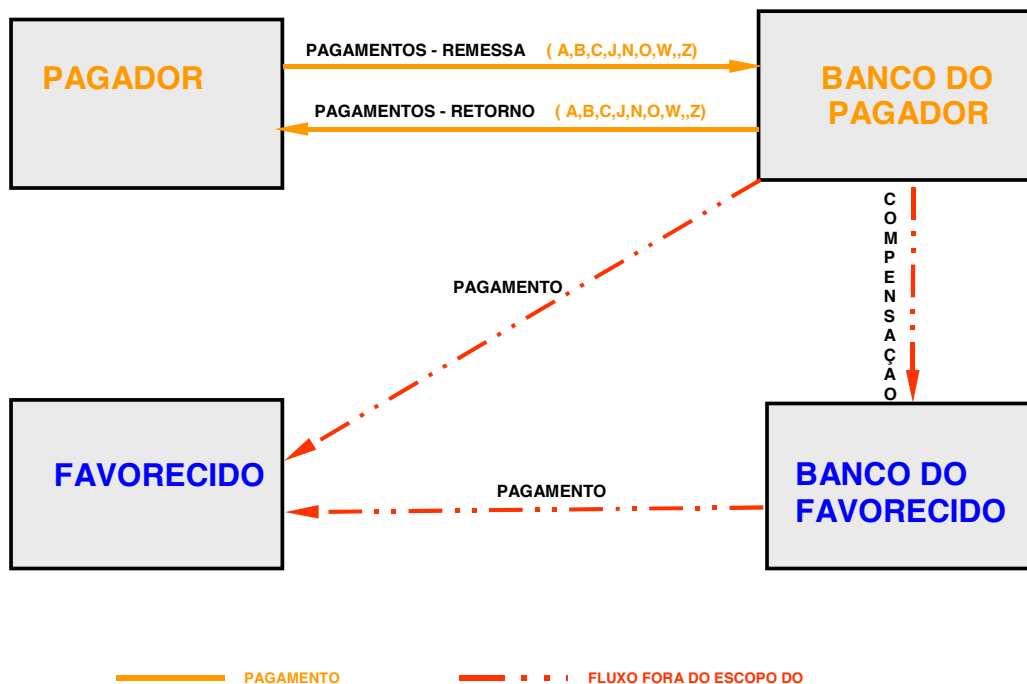 PAGAMENTOS - REMESSA ( A,B,C,J,N,O,W,,Z)
PAGADOR
BANCO DO
PAGADOR
PAGAMENTOS - RETORNO ( A,B,C,J,N,O,W,,Z)
COMPENSAÇÃO
PAGAMENTO
FAVORECIDO
BANCO DO
FAVORECIDO
PAGAMENTO
PAGAMENTO
FLUXO FORA DO ESCOPO DO